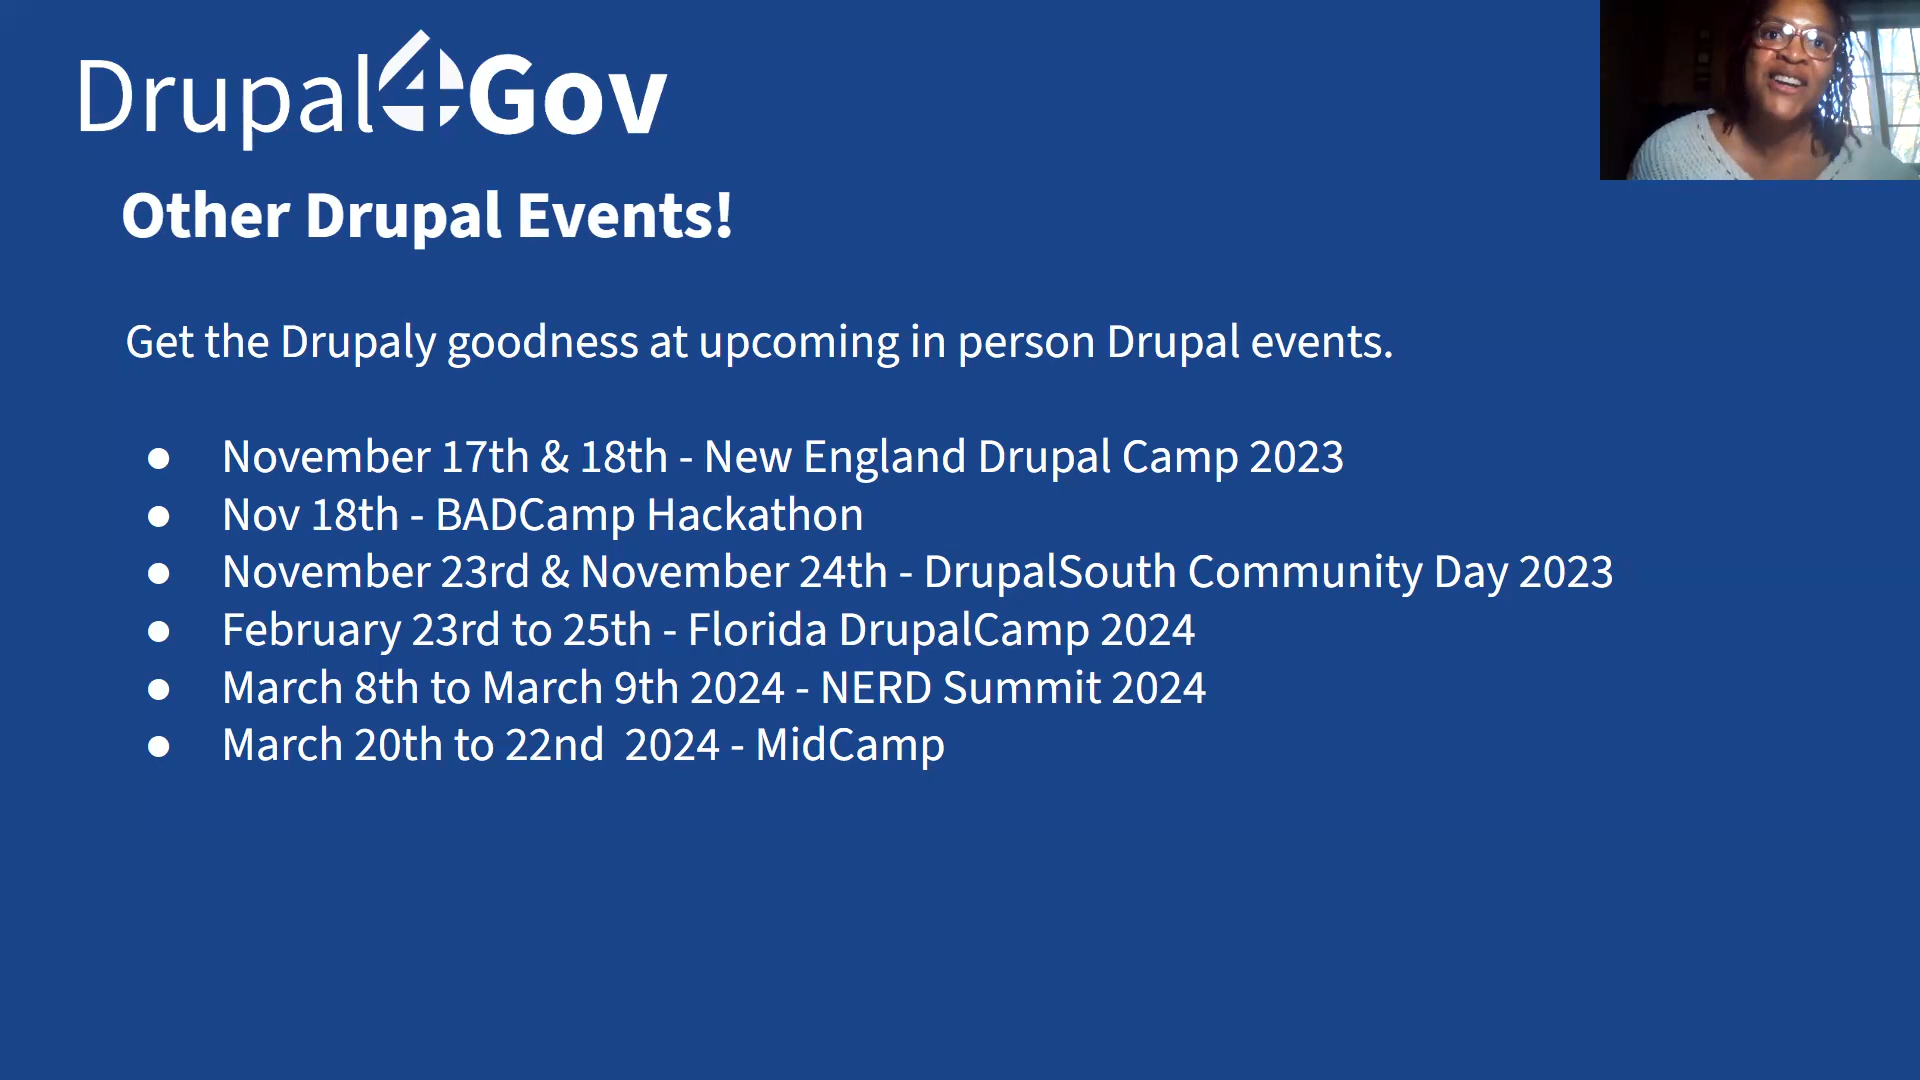 Drupal4Gov
Other Drupal Events!
Get the Drupaly goodness at upcoming in person Drupal events.
● November 17th & 18th - New England Drupal Camp 2023
● Nov 18th - BADCamp Hackathon
● November 23rd & November 24th - DrupalSouth Community Day 2023
● February 23rd to 25th - Florida DrupalCamp 2024
● March 8th to March 9th 2024 - NERD Summit 2024
● March 20th to 22nd  2024 - MidCamp